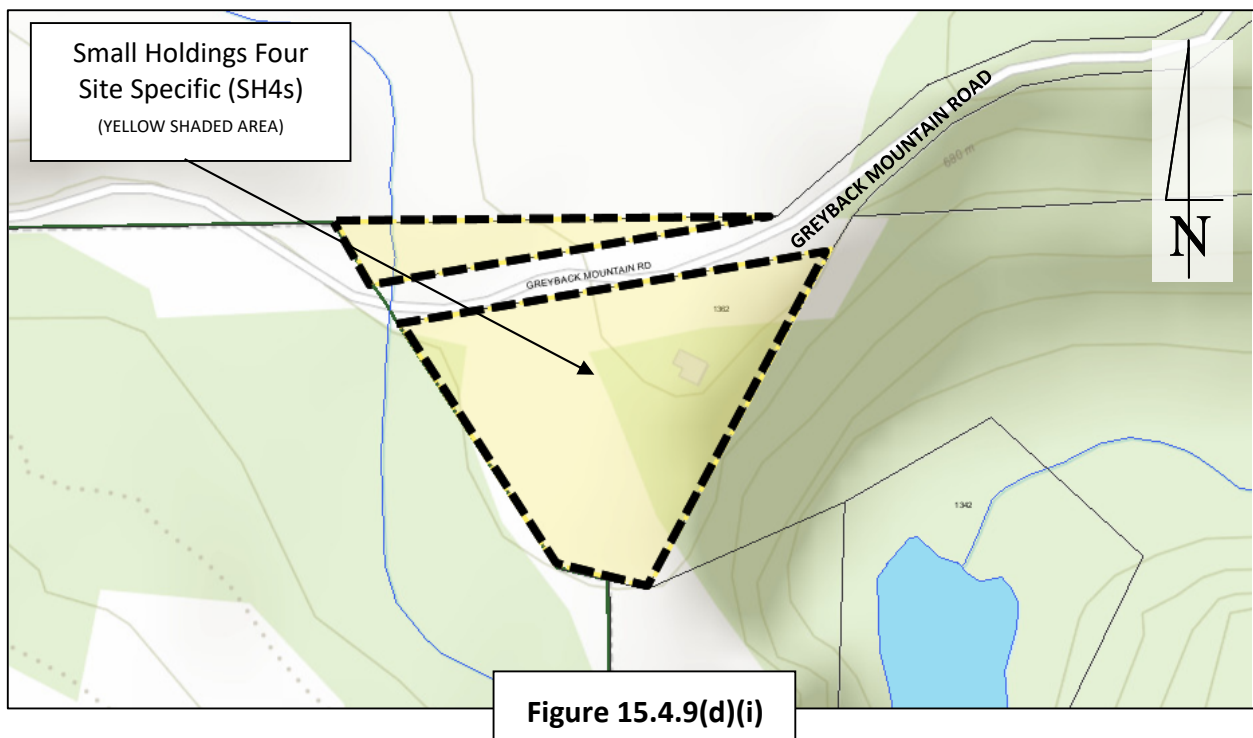 Small Holdings Four
Site Specific (SH4s)
(YELLOW SHADED AREA)
GREYBACK MOUNTAIN ROAD
680 m
N
GREYBACK MOUNTAIN RD
1362
1342
Figure 15.4.9(d)(i)